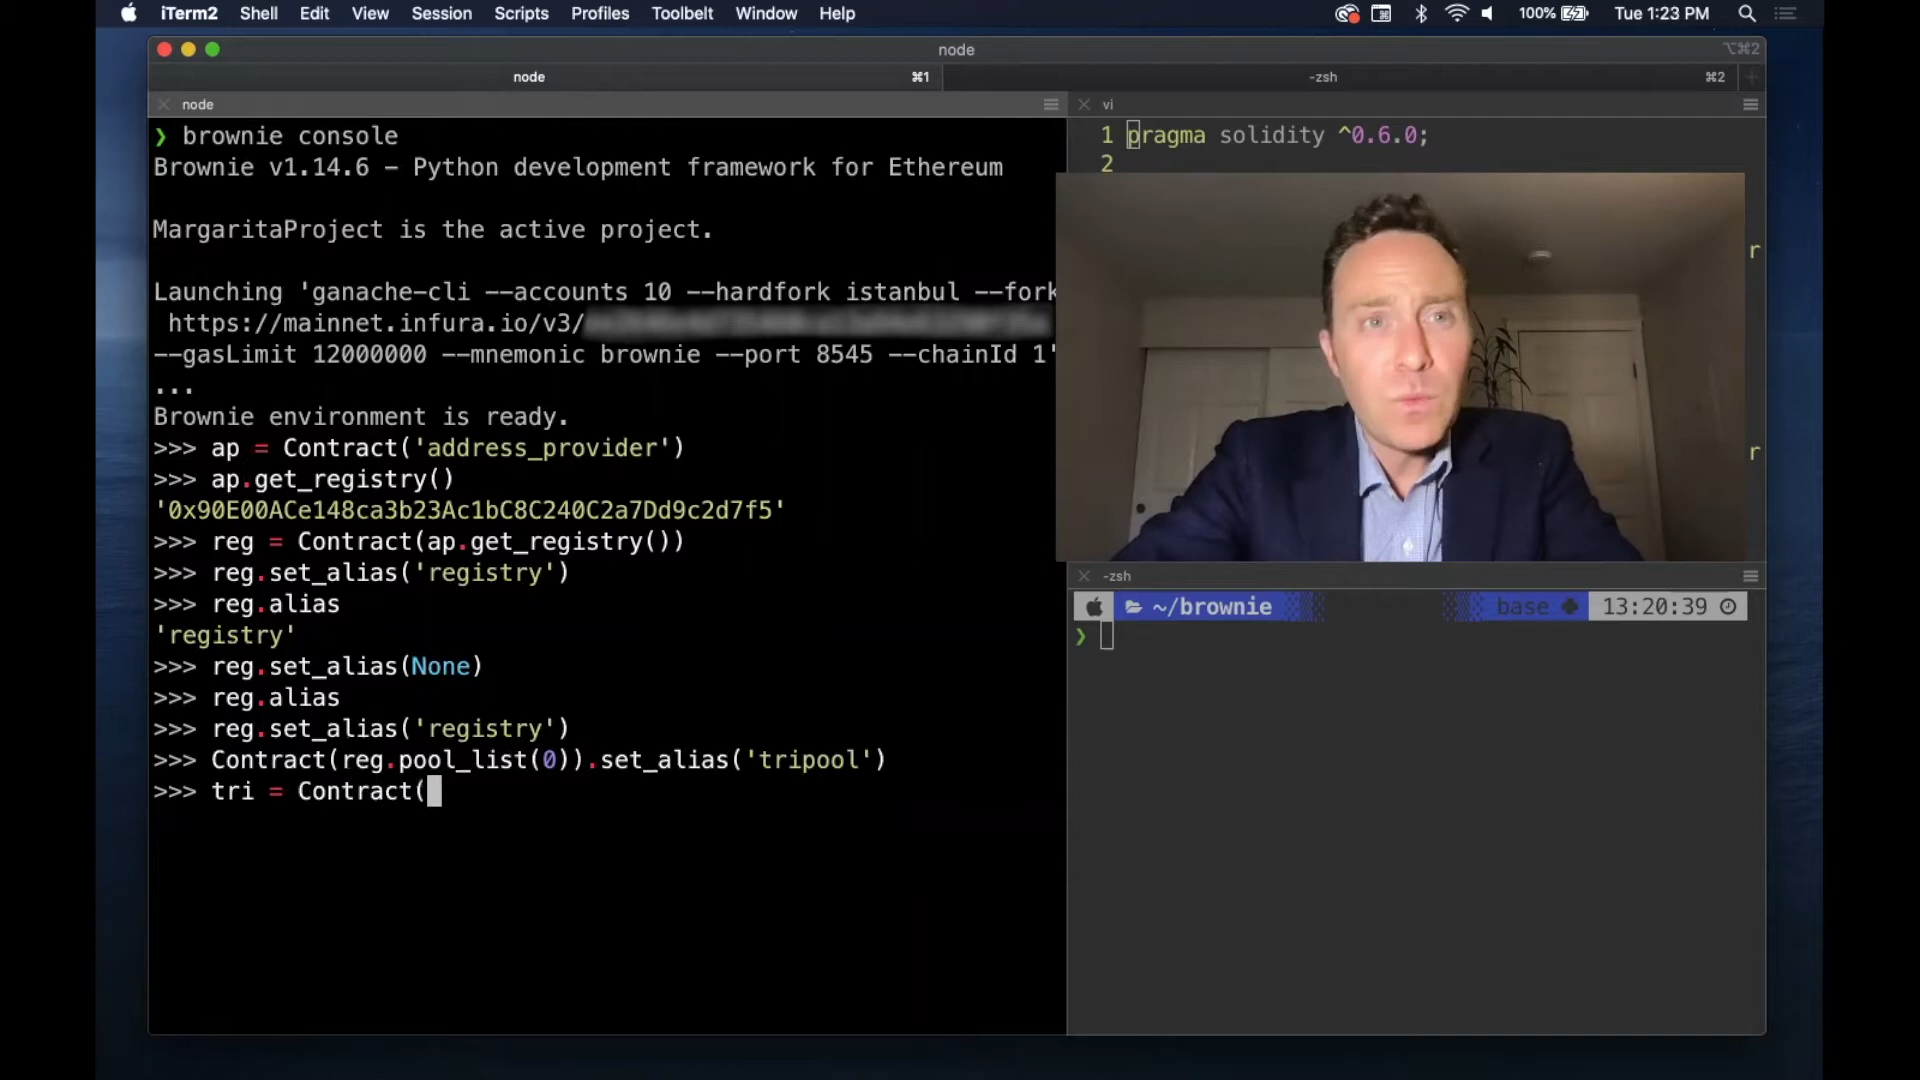 iTerm2 Shell Edit View Session Scripts Profiles Toolbelt Window Help 100% Tue 1:23 PM
node ⌥⌘2
node ⌘1 -zsh ⌘2
node
❯ brownie console
Brownie v1.14.6 - Python development framework for Ethereum
MargaritaProject is the active project.
Launching 'ganache-cli --accounts 10 --hardfork istanbul --fork
https://mainnet.infura.io/v3/
--gasLimit 12000000 --mnemonic brownie --port 8545 --chainId 1'
...
Brownie environment is ready.
>>> ap = Contract('address_provider')
>>> ap.get_registry()
'0x90E00ACe148ca3b23Ac1bC8C240C2a7Dd9c2d7f5'
>>> reg = Contract(ap.get_registry())
>>> reg.set_alias('registry')
>>> reg.alias
'registry'
>>> reg.set_alias(None)
>>> reg.alias
>>> reg.set_alias('registry')
>>> Contract(reg.pool_list(0)).set_alias('tripool')
>>> tri = Contract(
vi
1 pragma solidity ^0.6.0;
2
r
r
-zsh
~/brownie base 13:20:39
❯